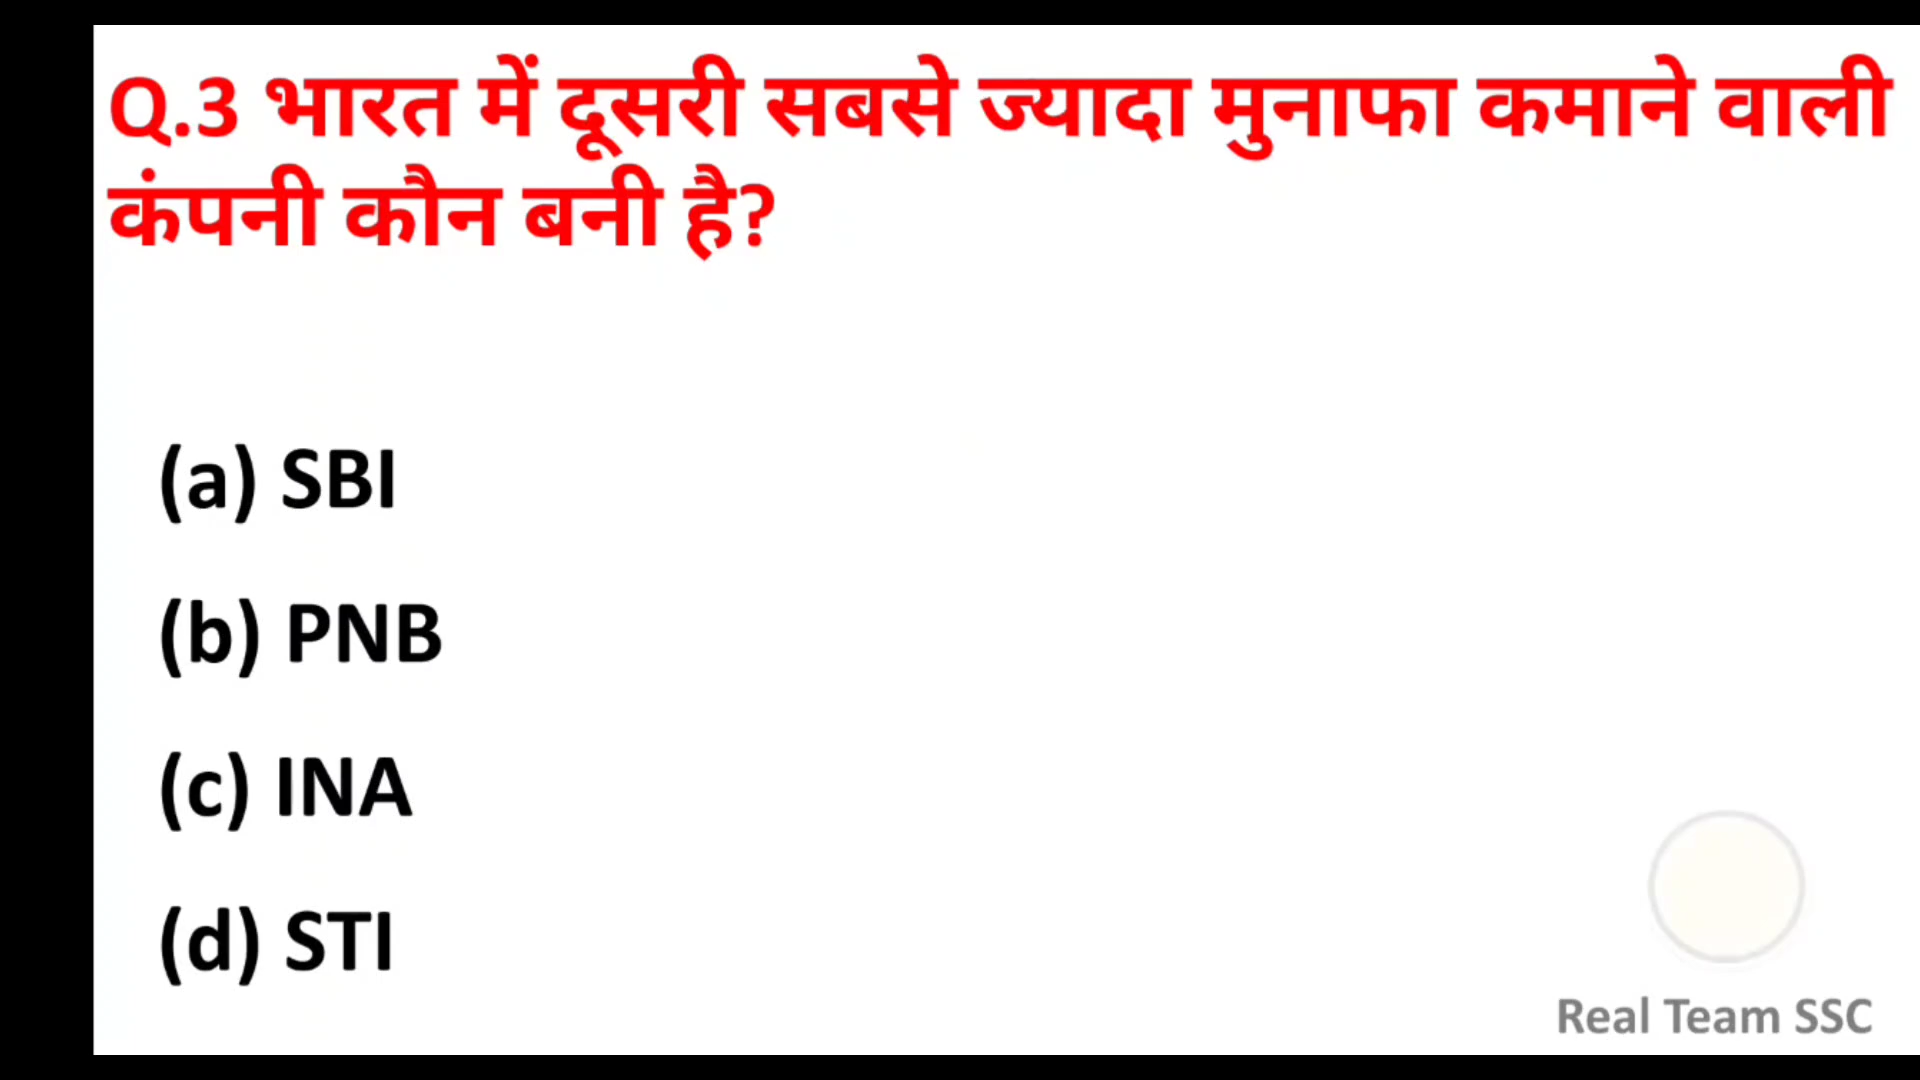 Q.3 भारत में दूसरी सबसे ज्यादा मुनाफा कमाने वाली
कंपनी कौन बनी है?
(a) SBI
(b) PNB
(c) INA
(d) STI
Real Team SSC